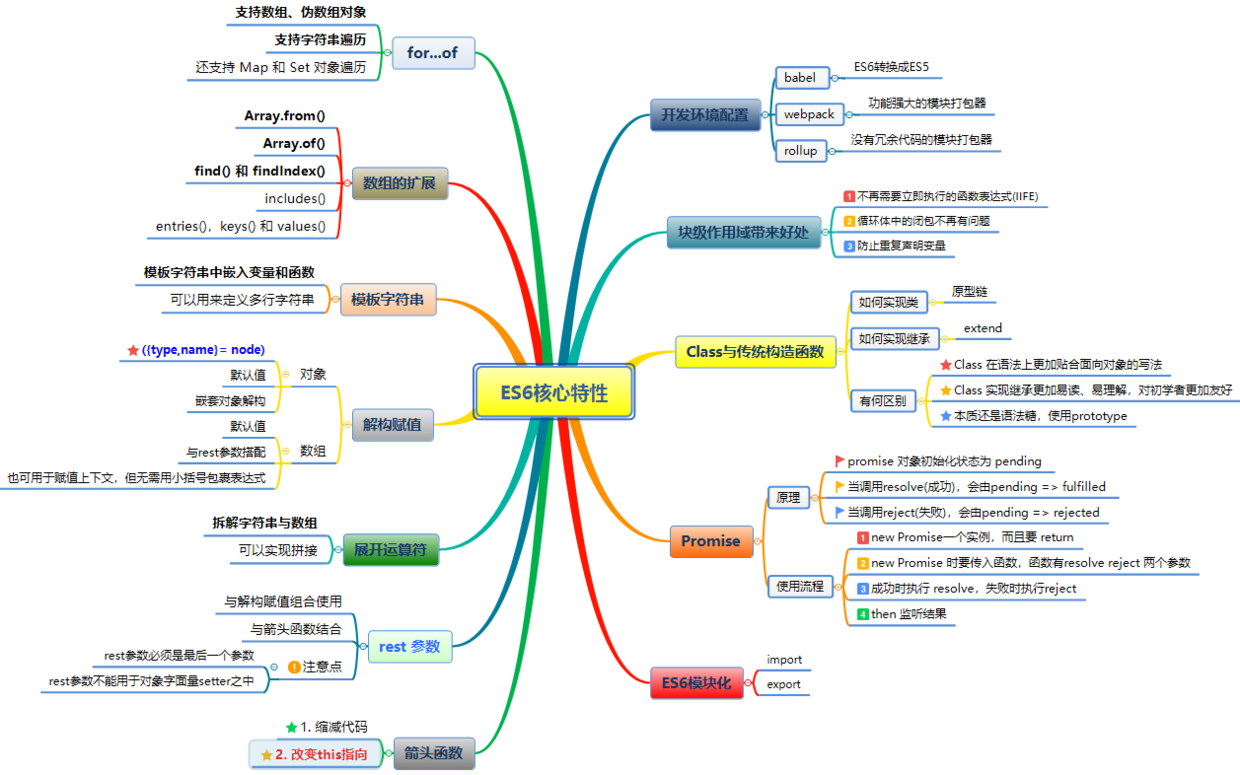 ES6核心特性
开发环境配置
babel
ES6转换成ES5
webpack
功能强大的模块打包器
rollup
没有冗余代码的模块打包器
块级作用域带来好处
1 不再需要立即执行的函数表达式(IIFE)
2 循环体中的闭包不再有问题
3 防止重复声明变量
Class与传统构造函数
如何实现类
原型链
如何实现继承
extend
有何区别
Class 在语法上更加贴合面向对象的写法
Class 实现继承更加易读、易理解，对初学者更加友好
本质还是语法糖，使用prototype
Promise
原理
promise 对象初始化状态为 pending
当调用resolve(成功)，会由pending => fulfilled
当调用reject(失败)，会由pending => rejected
使用流程
1 new Promise一个实例，而且要 return
2 new Promise 时要传入函数，函数有resolve reject 两个参数
3 成功时执行 resolve，失败时执行reject
4 then 监听结果
ES6模块化
import
export
for...of
支持数组、伪数组对象
支持字符串遍历
还支持 Map 和 Set 对象遍历
数组的扩展
Array.from()
Array.of()
find() 和 findIndex()
includes()
entries()，keys() 和 values()
模板字符串
模板字符串中嵌入变量和函数
可以用来定义多行字符串
解构赋值
对象
({type,name}= node)
默认值
嵌套对象解构
数组
默认值
与rest参数搭配
也可用于赋值上下文，但无需用小括号包裹表达式
展开运算符
拆解字符串与数组
可以实现拼接
rest 参数
与解构赋值组合使用
与箭头函数结合
注意点
rest参数必须是最后一个参数
rest参数不能用于对象字面量setter之中
箭头函数
1. 缩减代码
2. 改变this指向